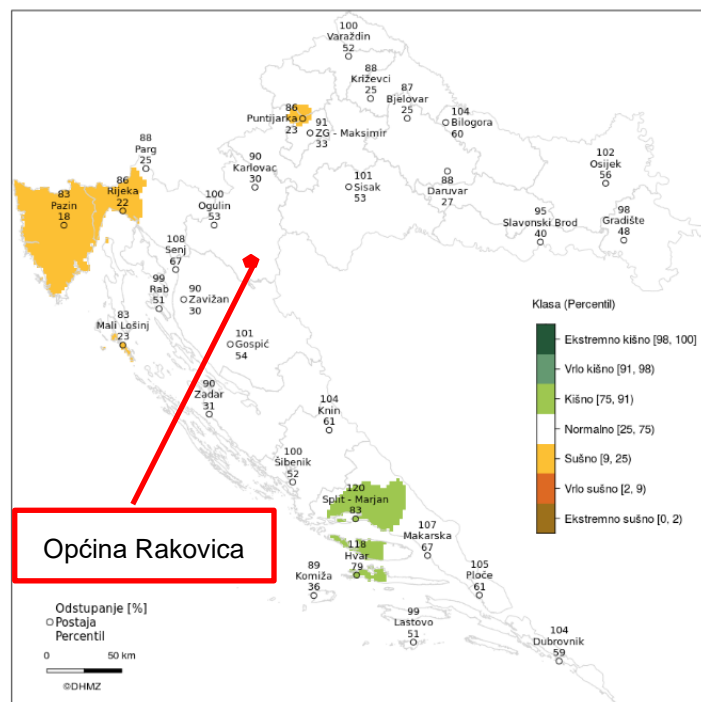 100
Varaždin
52
88
Križevci
25
87
Bjelovar
25
104
Bilogora
60
86
Puntijarka
23
91
ZG - Maksimir
33
88
Parg
25
90
Karlovac
30
101
Sisak
53
88
Daruvar
27
102
Osijek
56
83
Pazin
18
86
Rijeka
22
100
Ogulin
53
95
Slavonski Brod
40
98
Gradište
48
108
Senj
67
99
Rab
51
90
Zavižan
30
83
Mali Lošinj
23
101
Gospić
54
90
Zadar
31
104
Knin
61
100
Šibenik
52
120
Split - Marjan
83
107
Makarska
67
118
Hvar
79
89
Komiža
36
105
Ploče
61
99
Lastovo
51
104
Dubrovnik
59
Klasa (Percentil)
Ekstremno kišno [98, 100]
Vrlo kišno [91, 98)
Kišno [75, 91)
Normalno [25, 75)
Sušno [9, 25)
Vrlo sušno [2, 9)
Ekstremno sušno [0, 2)
Općina Rakovica
Odstupanje [%]
Postaja
Percentil
0 50 km
©DHMZ